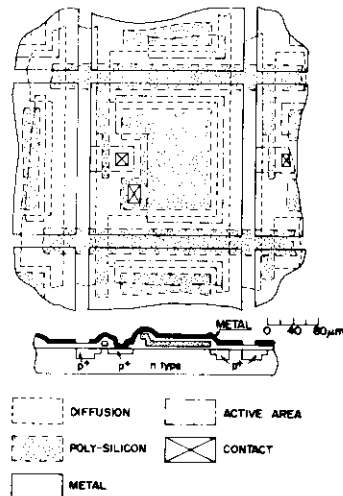 METAL
0 40 80μm
p+ p+ n type p+
DIFFUSION
ACTIVE AREA
POLY-SILICON
CONTACT
METAL